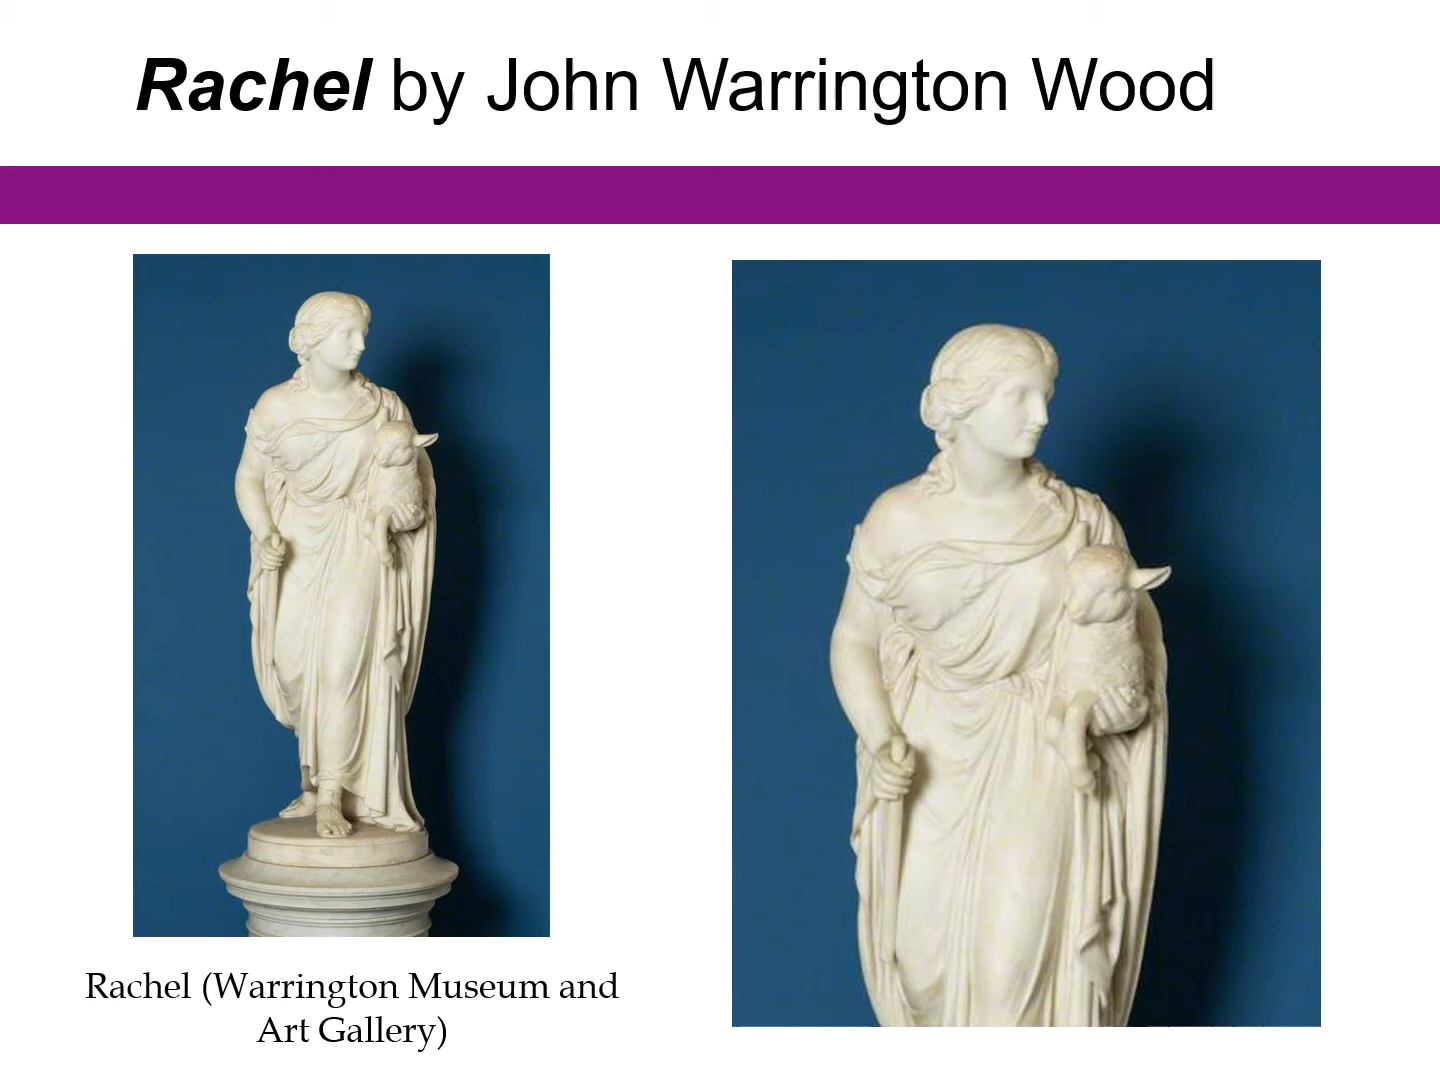 Rachel by John Warrington Wood
Rachel (Warrington Museum and
Art Gallery)